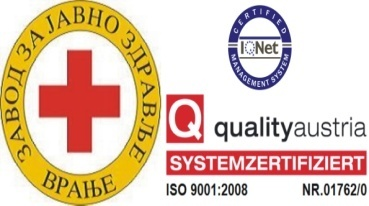 ЗАВОД ЗА ЈАВНО ЗДРАВЉЕ
ВРАЊЕ
CERTIFIED
IQNet
MANAGEMENT SYSTEM
Q qualityaustria
SYSTEMZERTIFIZIERT
ISO 9001:2008 NR.01762/0